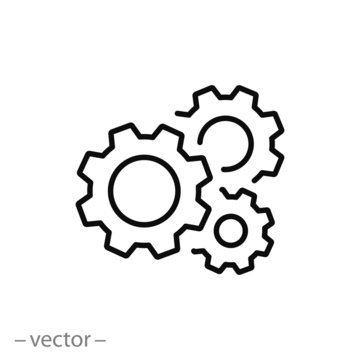 – vector –